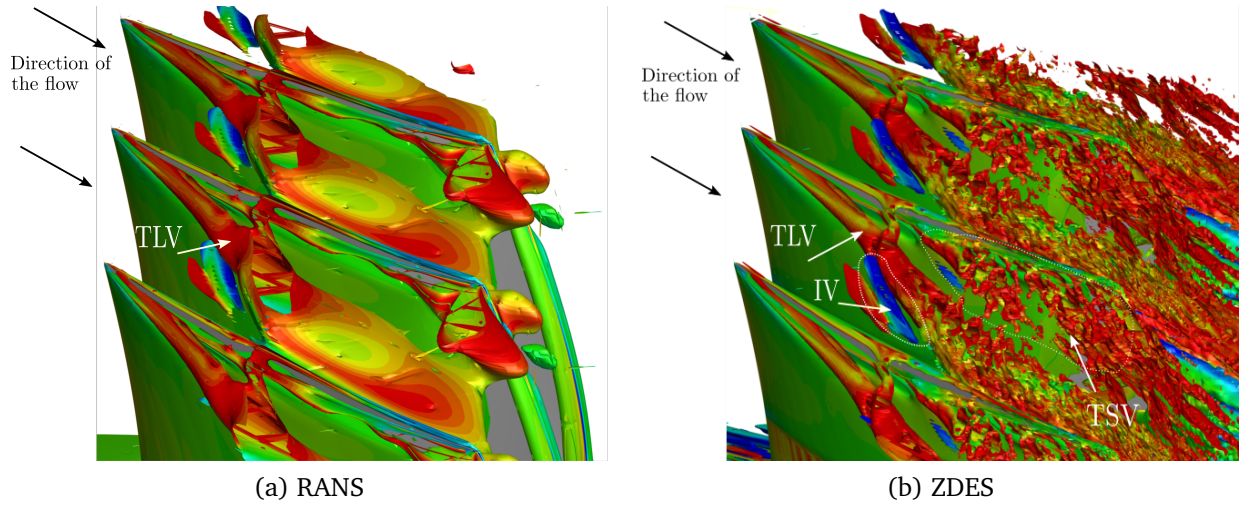 Direction of
the flow
TLV
(a) RANS
Direction of
the flow
TLV
IV
TSV
(b) ZDES